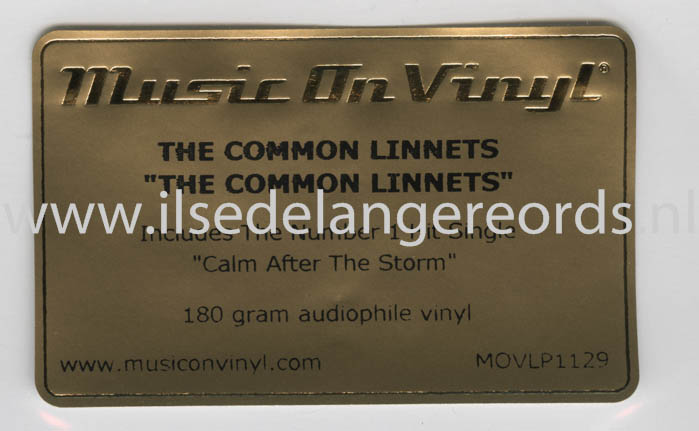 Music On Vinyl®
THE COMMON LINNETS
"THE COMMON LINNETS"
www.ilsedelangereords.nl
Includes The Number 1 Hit Single
"Calm After The Storm"
180 gram audiophile vinyl
www.musiconvinyl.com MOVLP1129